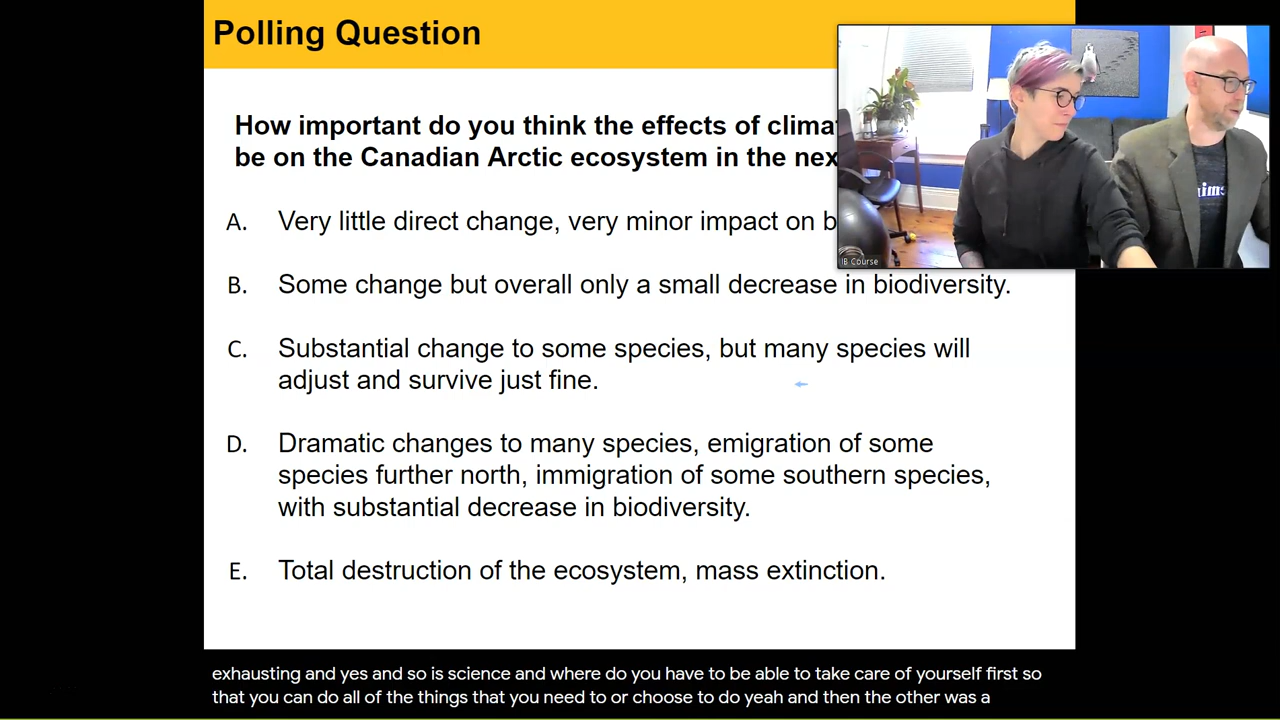 Polling Question
How important do you think the effects of clima
be on the Canadian Arctic ecosystem in the nex
A. Very little direct change, very minor impact on b
B. Some change but overall only a small decrease in biodiversity.
C. Substantial change to some species, but many species will
adjust and survive just fine.
D. Dramatic changes to many species, emigration of some
species further north, immigration of some southern species,
with substantial decrease in biodiversity.
E. Total destruction of the ecosystem, mass extinction.
IB Course
exhausting and yes and so is science and where do you have to be able to take care of yourself first so
that you can do all of the things that you need to or choose to do yeah and then the other was a